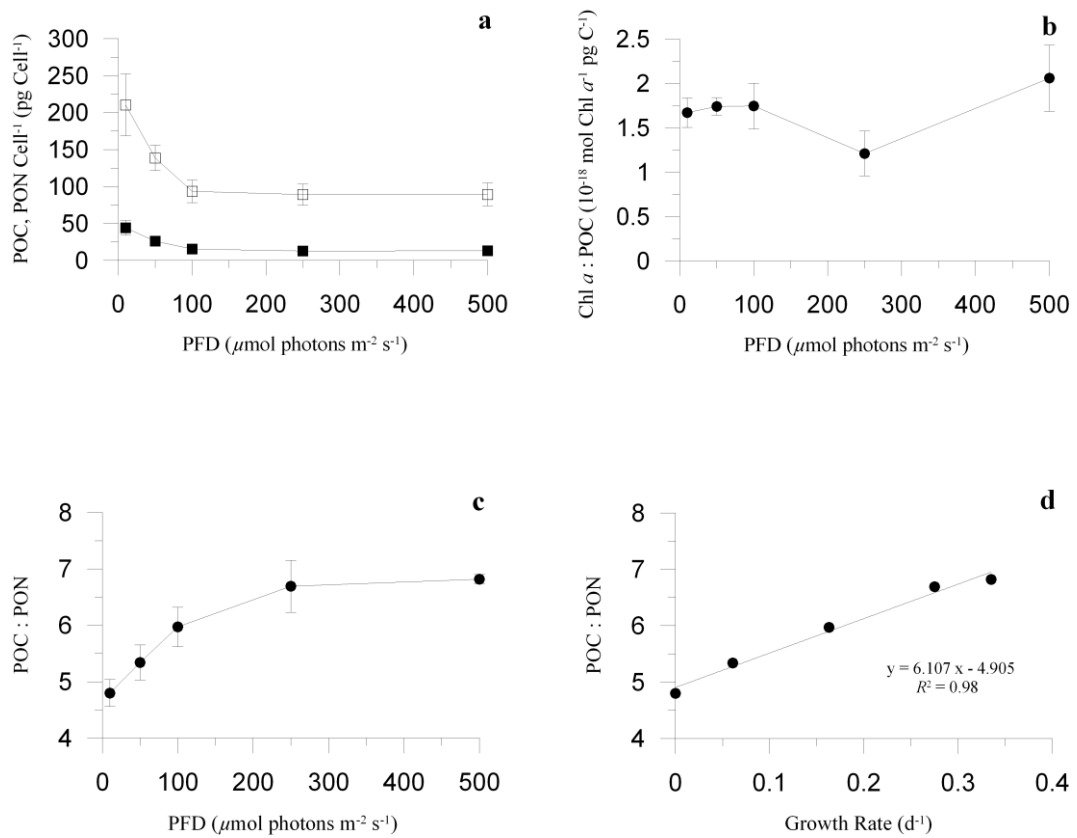 a
300
250
200
150
100
50
0
POC, PON Cell⁻¹ (pg Cell⁻¹)
0 100 200 300 400 500
PFD (µmol photons m⁻² s⁻¹)
b
2.5
2
1.5
1
0.5
0
Chl a : POC (10⁻¹⁸ mol Chl a⁻¹ pg C⁻¹)
0 100 200 300 400 500
PFD (µmol photons m⁻² s⁻¹)
c
8
7
6
5
4
POC : PON
0 100 200 300 400 500
PFD (µmol photons m⁻² s⁻¹)
d
8
7
6
5
4
POC : PON
y = 6.107 x - 4.905
R² = 0.98
0 0.1 0.2 0.3 0.4
Growth Rate (d⁻¹)